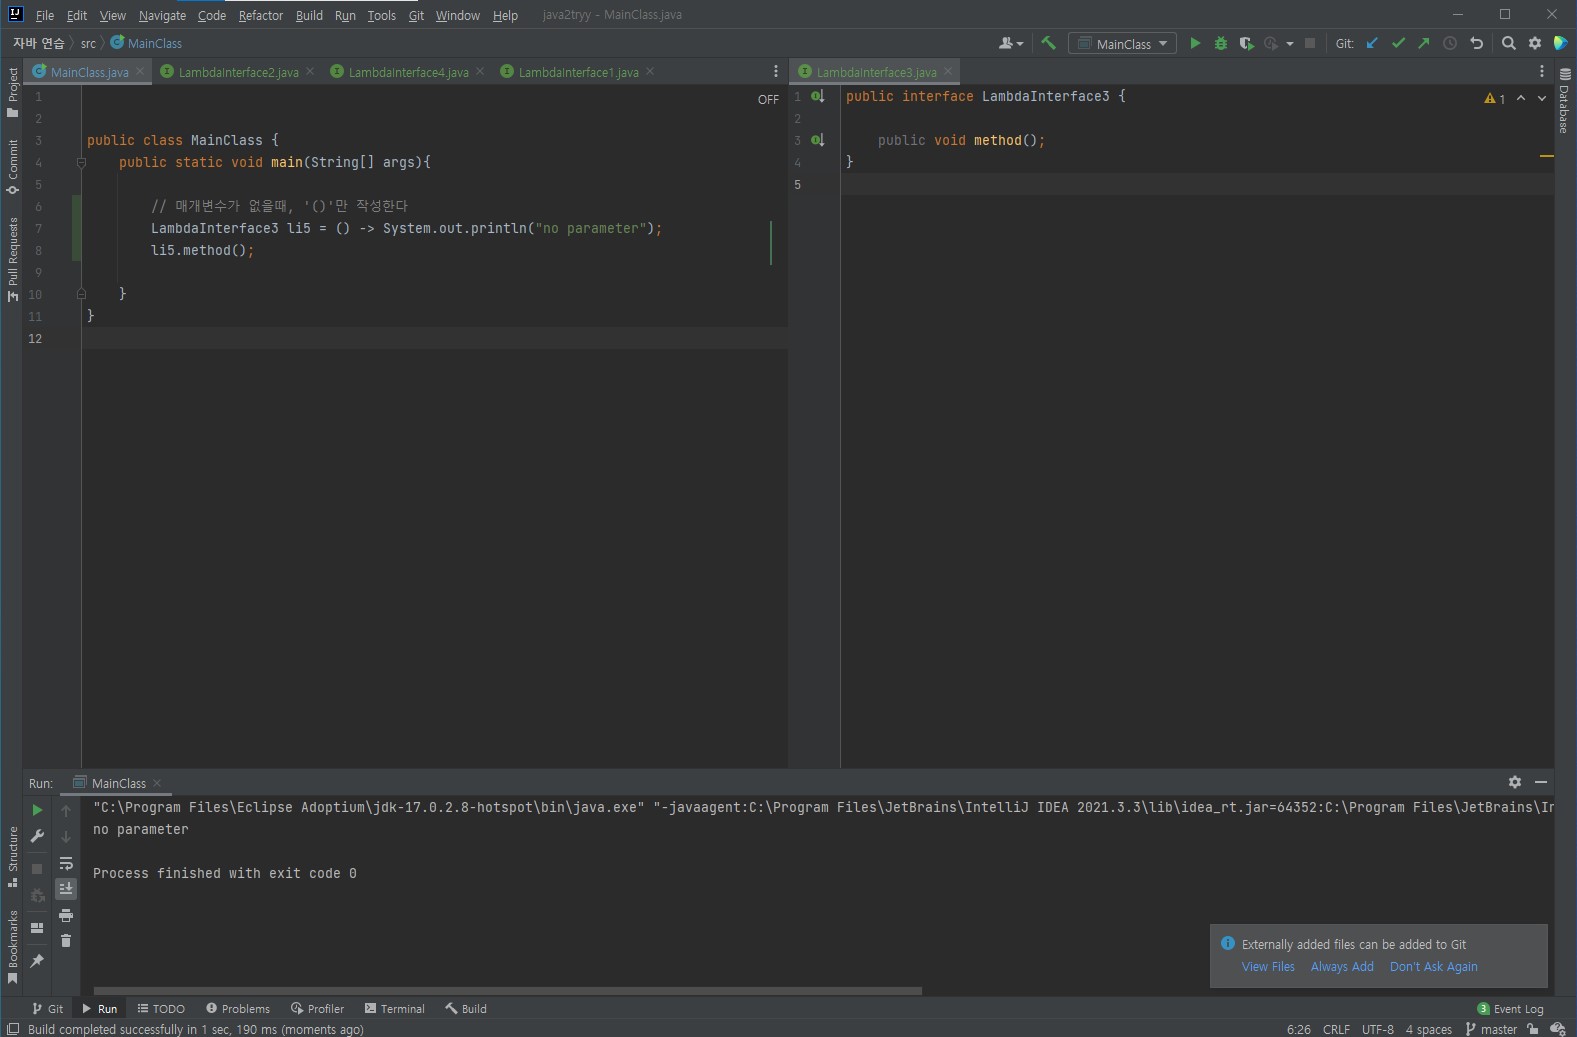 File Edit View Navigate Code Refactor Build Run Tools Git Window Help java2tryy - MainClass.java
자바 연습 src MainClass
MainClass Git:
MainClass.java LambdaInterface2.java LambdaInterface4.java LambdaInterface1.java
LambdaInterface3.java
Project
Commit
Pull Requests
Structure
Bookmarks
Database
OFF
1
2
3 public class MainClass {
4 public static void main(String[] args){
5
6 // 매개변수가 없을때, '()'만 작성한다
7 LambdaInterface3 li5 = () -> System.out.println("no parameter");
8 li5.method();
9
10 }
11 }
12
1 public interface LambdaInterface3 {
1
2
3 public void method();
4 }
5
Run: MainClass
"C:\Program Files\Eclipse Adoptium\jdk-17.0.2.8-hotspot\bin\java.exe" "-javaagent:C:\Program Files\JetBrains\IntelliJ IDEA 2021.3.3\lib\idea_rt.jar=64352:C:\Program Files\JetBrains\In
no parameter
Process finished with exit code 0
Externally added files can be added to Git
View Files Always Add Don't Ask Again
Git Run TODO Problems Profiler Terminal Build 3 Event Log
Build completed successfully in 1 sec, 190 ms (moments ago) 6:26 CRLF UTF-8 4 spaces master